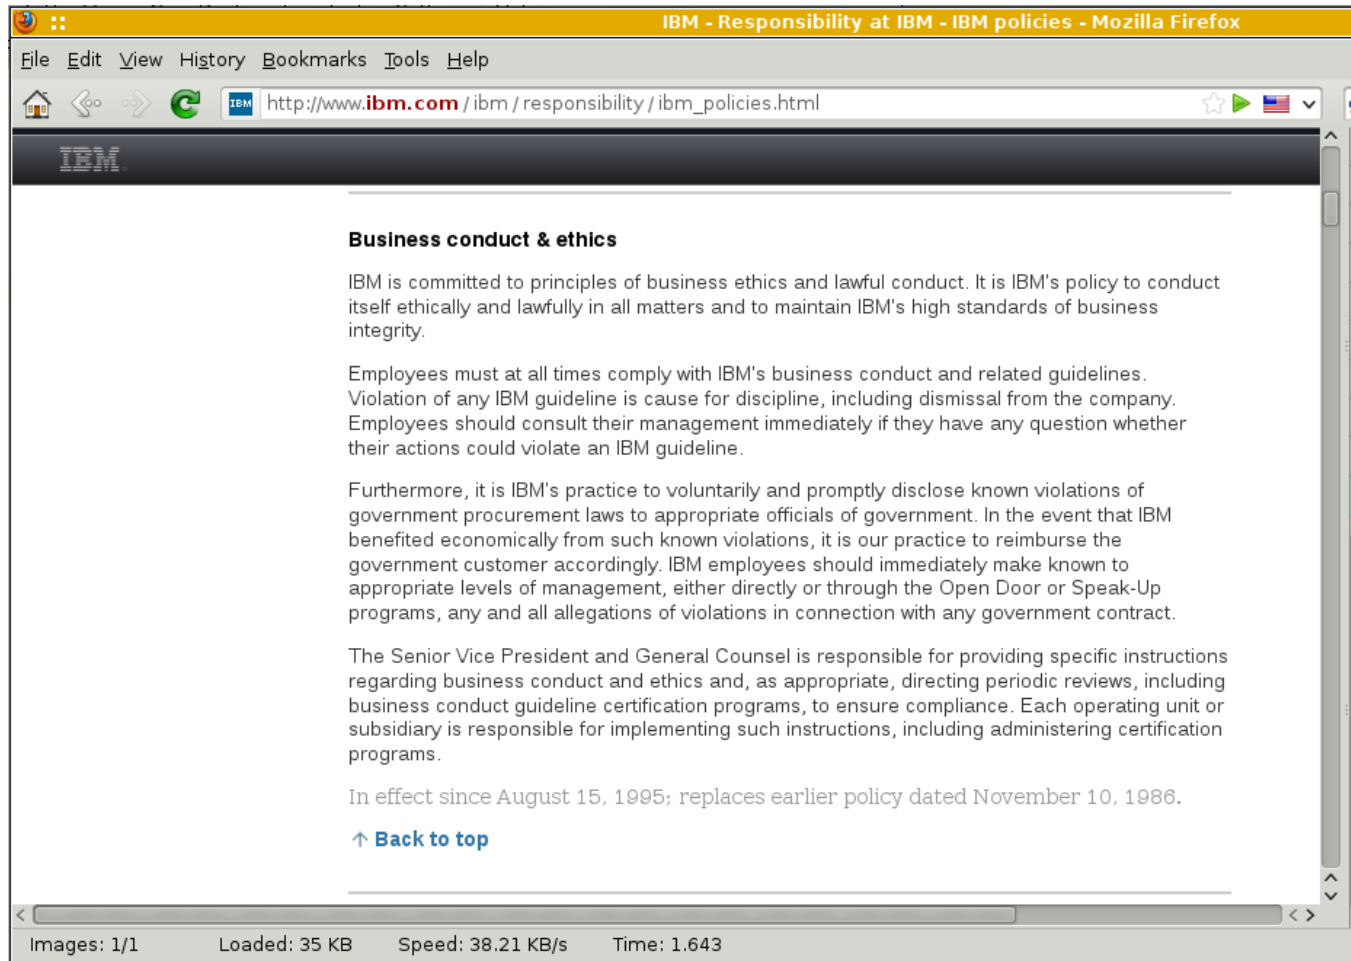 IBM - Responsibility at IBM - IBM policies - Mozilla Firefox
File Edit View History Bookmarks Tools Help
IBM http://www.ibm.com/ibm/responsibility/ibm_policies.html
IBM
Business conduct & ethics
IBM is committed to principles of business ethics and lawful conduct. It is IBM's policy to conduct
itself ethically and lawfully in all matters and to maintain IBM's high standards of business
integrity.
Employees must at all times comply with IBM's business conduct and related guidelines.
Violation of any IBM guideline is cause for discipline, including dismissal from the company.
Employees should consult their management immediately if they have any question whether
their actions could violate an IBM guideline.
Furthermore, it is IBM's practice to voluntarily and promptly disclose known violations of
government procurement laws to appropriate officials of government. In the event that IBM
benefited economically from such known violations, it is our practice to reimburse the
government customer accordingly. IBM employees should immediately make known to
appropriate levels of management, either directly or through the Open Door or Speak-Up
programs, any and all allegations of violations in connection with any government contract.
The Senior Vice President and General Counsel is responsible for providing specific instructions
regarding business conduct and ethics and, as appropriate, directing periodic reviews, including
business conduct guideline certification programs, to ensure compliance. Each operating unit or
subsidiary is responsible for implementing such instructions, including administering certification
programs.
In effect since August 15, 1995; replaces earlier policy dated November 10, 1986.
↑ Back to top
Images: 1/1 Loaded: 35 KB Speed: 38.21 KB/s Time: 1.643